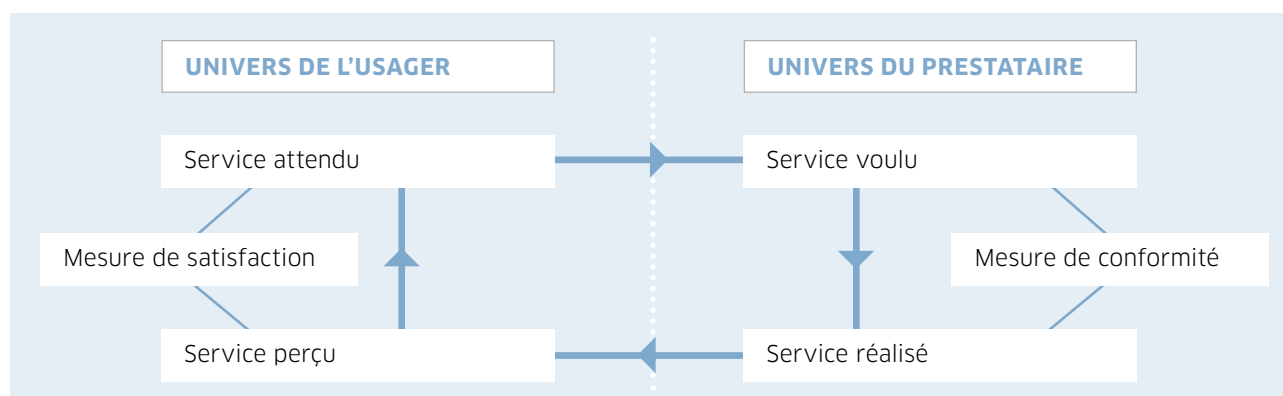 UNIVERS DE L'USAGER
UNIVERS DU PRESTATAIRE
Service attendu
Service voulu
Mesure de satisfaction
Mesure de conformité
Service perçu
Service réalisé